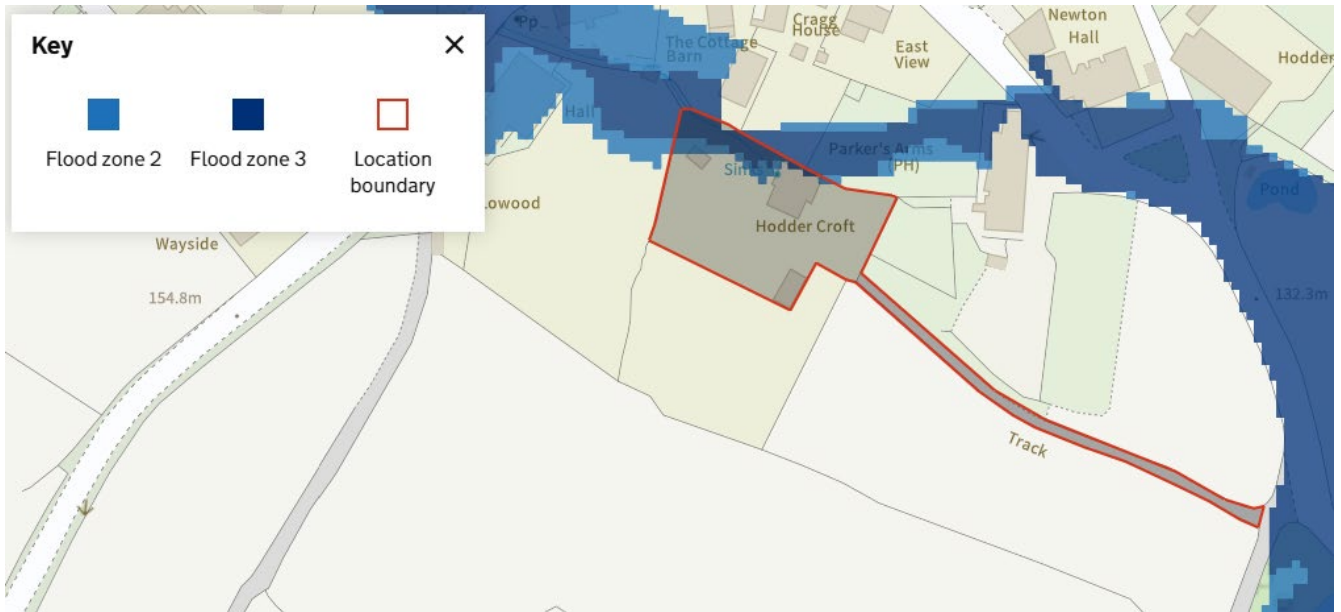 Key
Flood zone 2
Flood zone 3
Location
boundary
Pp
The Cottage
Barn
Cragg
House
East
View
Newton
Hall
Hodder
Hall
Parker's Arms
(PH)
Pond
lowood
Hodder Croft
Wayside
154.8m
132.3m
Track